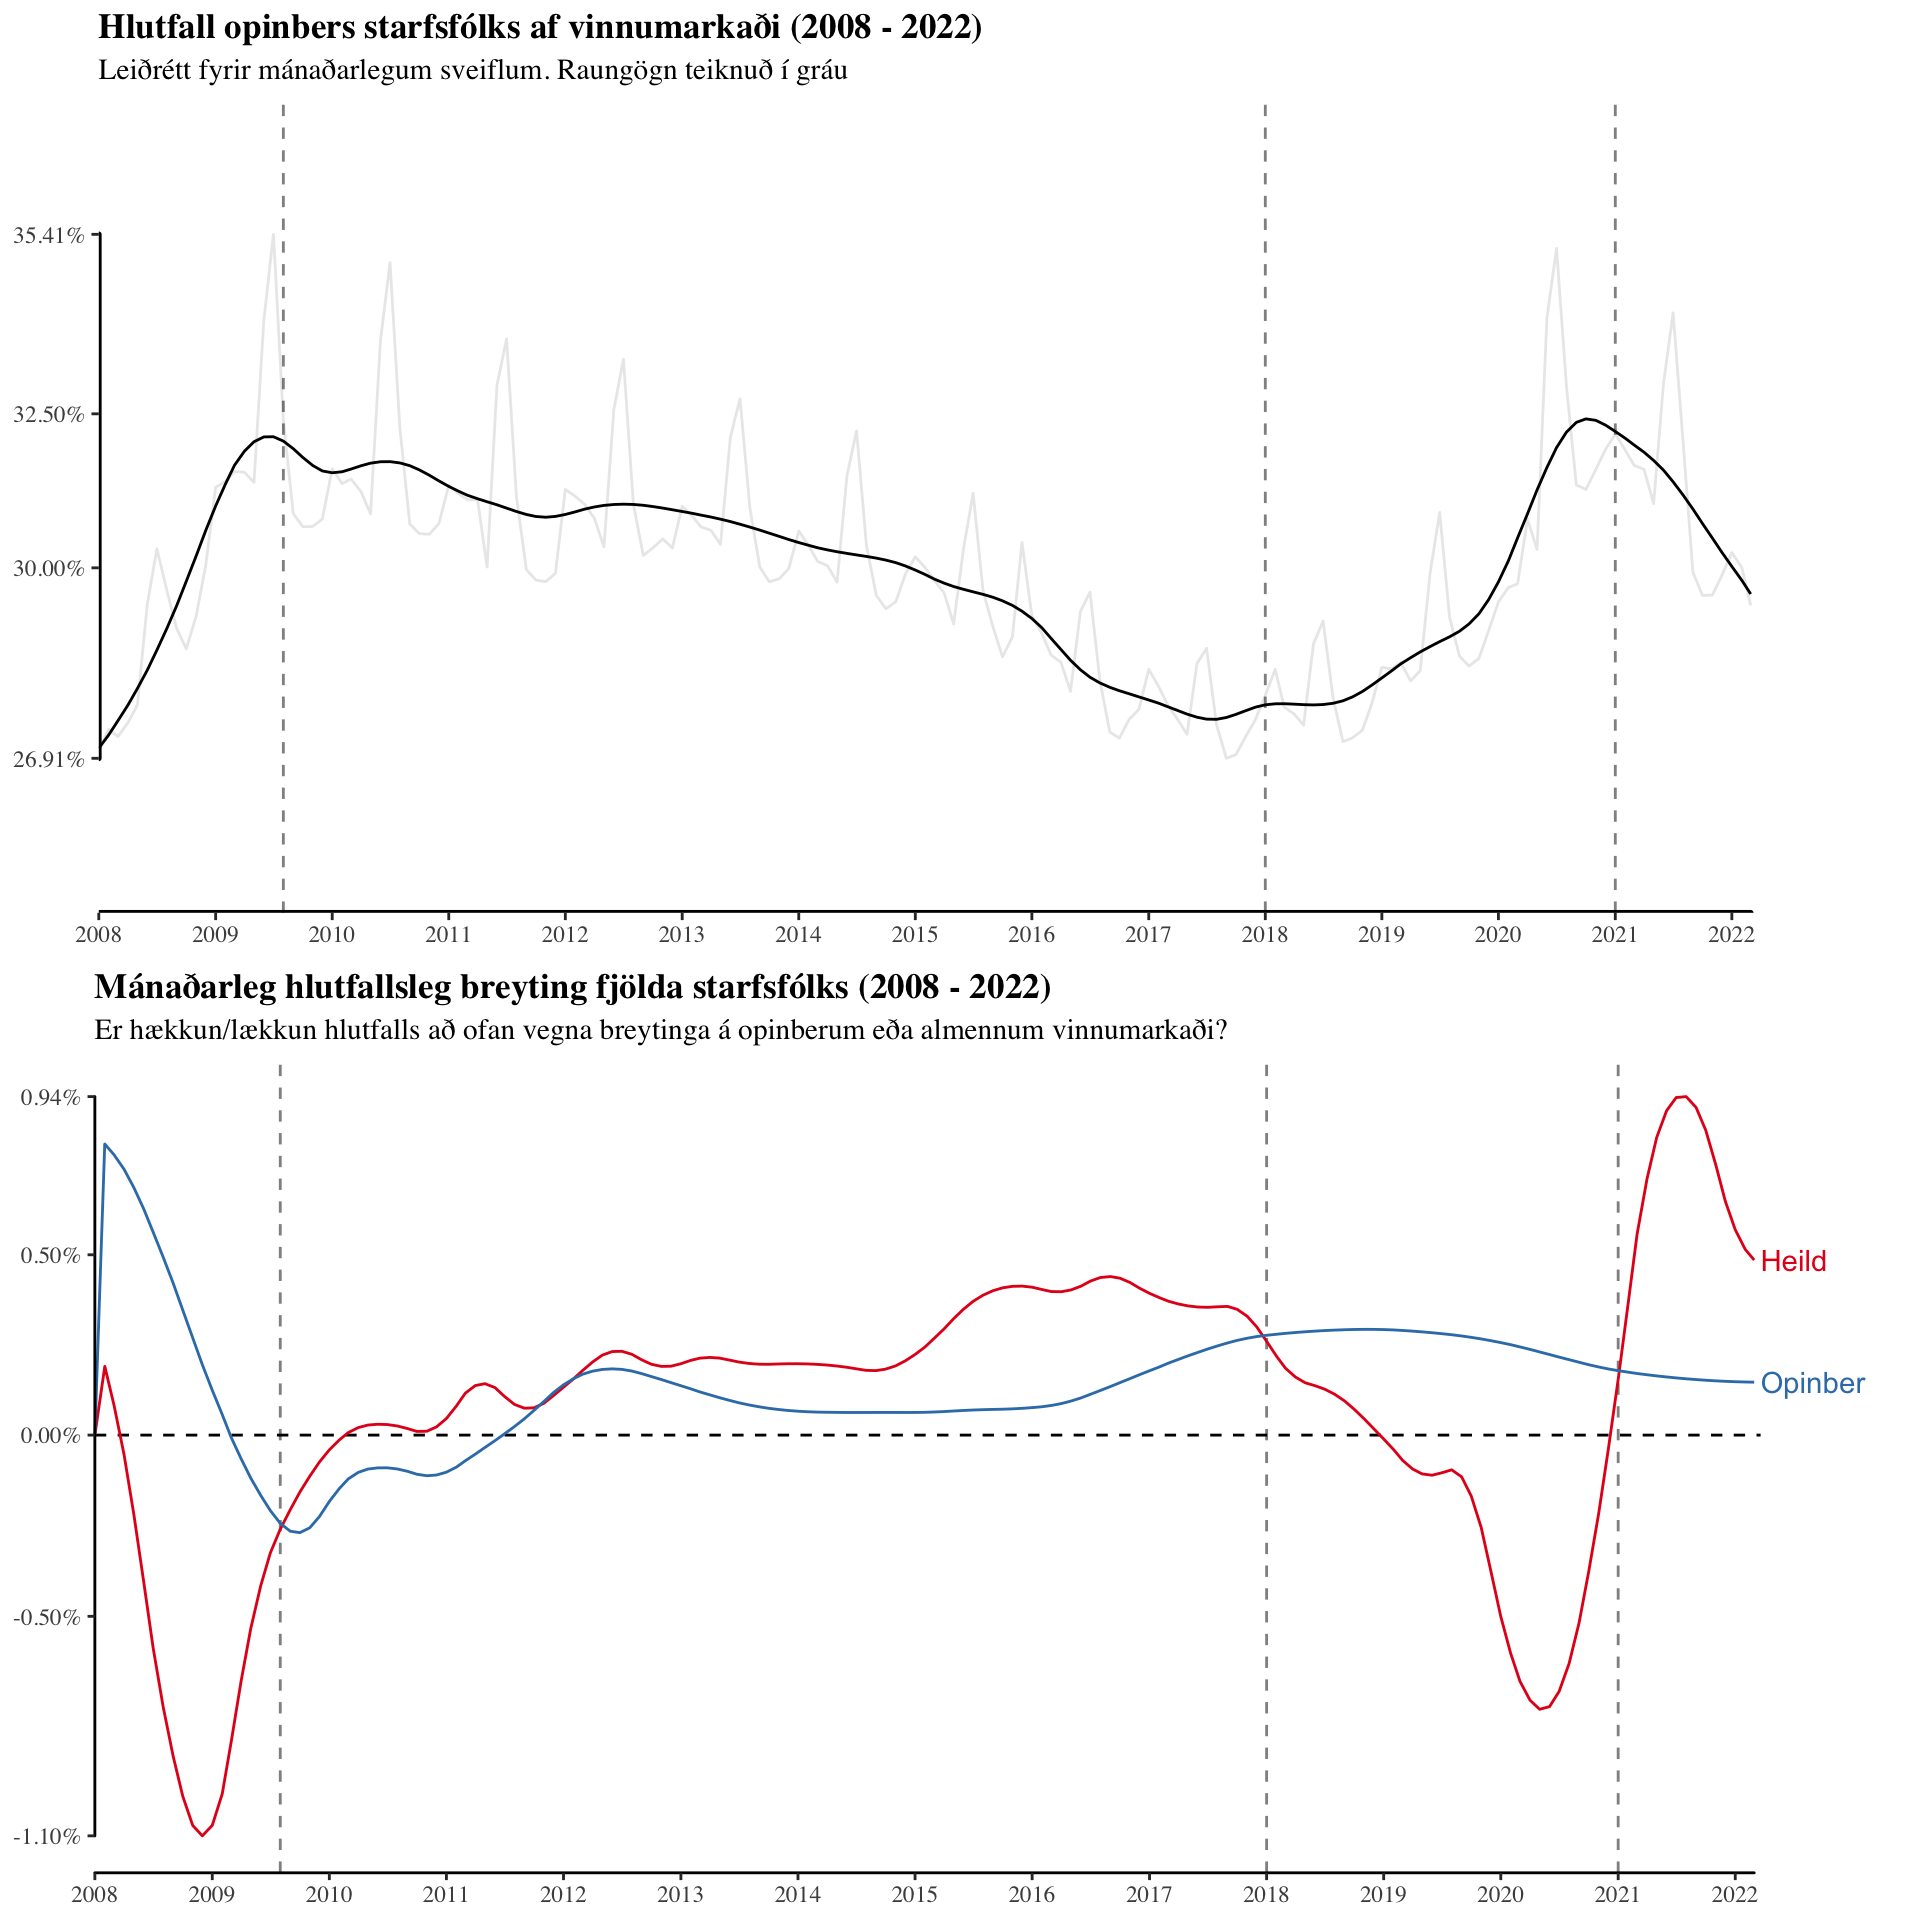 Hlutfall opinbers starfsfólks af vinnumarkaði (2008 - 2022)
Leiðrétt fyrir mánaðarlegum sveiflum. Raungögn teiknuð í gráu
35.41%
32.50%
30.00%
26.91%
2008 2009 2010 2011 2012 2013 2014 2015 2016 2017 2018 2019 2020 2021 2022
Mánaðarleg hlutfallsleg breyting fjölda starfsfólks (2008 - 2022)
Er hækkun/lækkun hlutfalls að ofan vegna breytinga á opinberum eða almennum vinnumarkaði?
0.94%
0.50%
Heild
Opinber
0.00%
-0.50%
-1.10%
2008 2009 2010 2011 2012 2013 2014 2015 2016 2017 2018 2019 2020 2021 2022